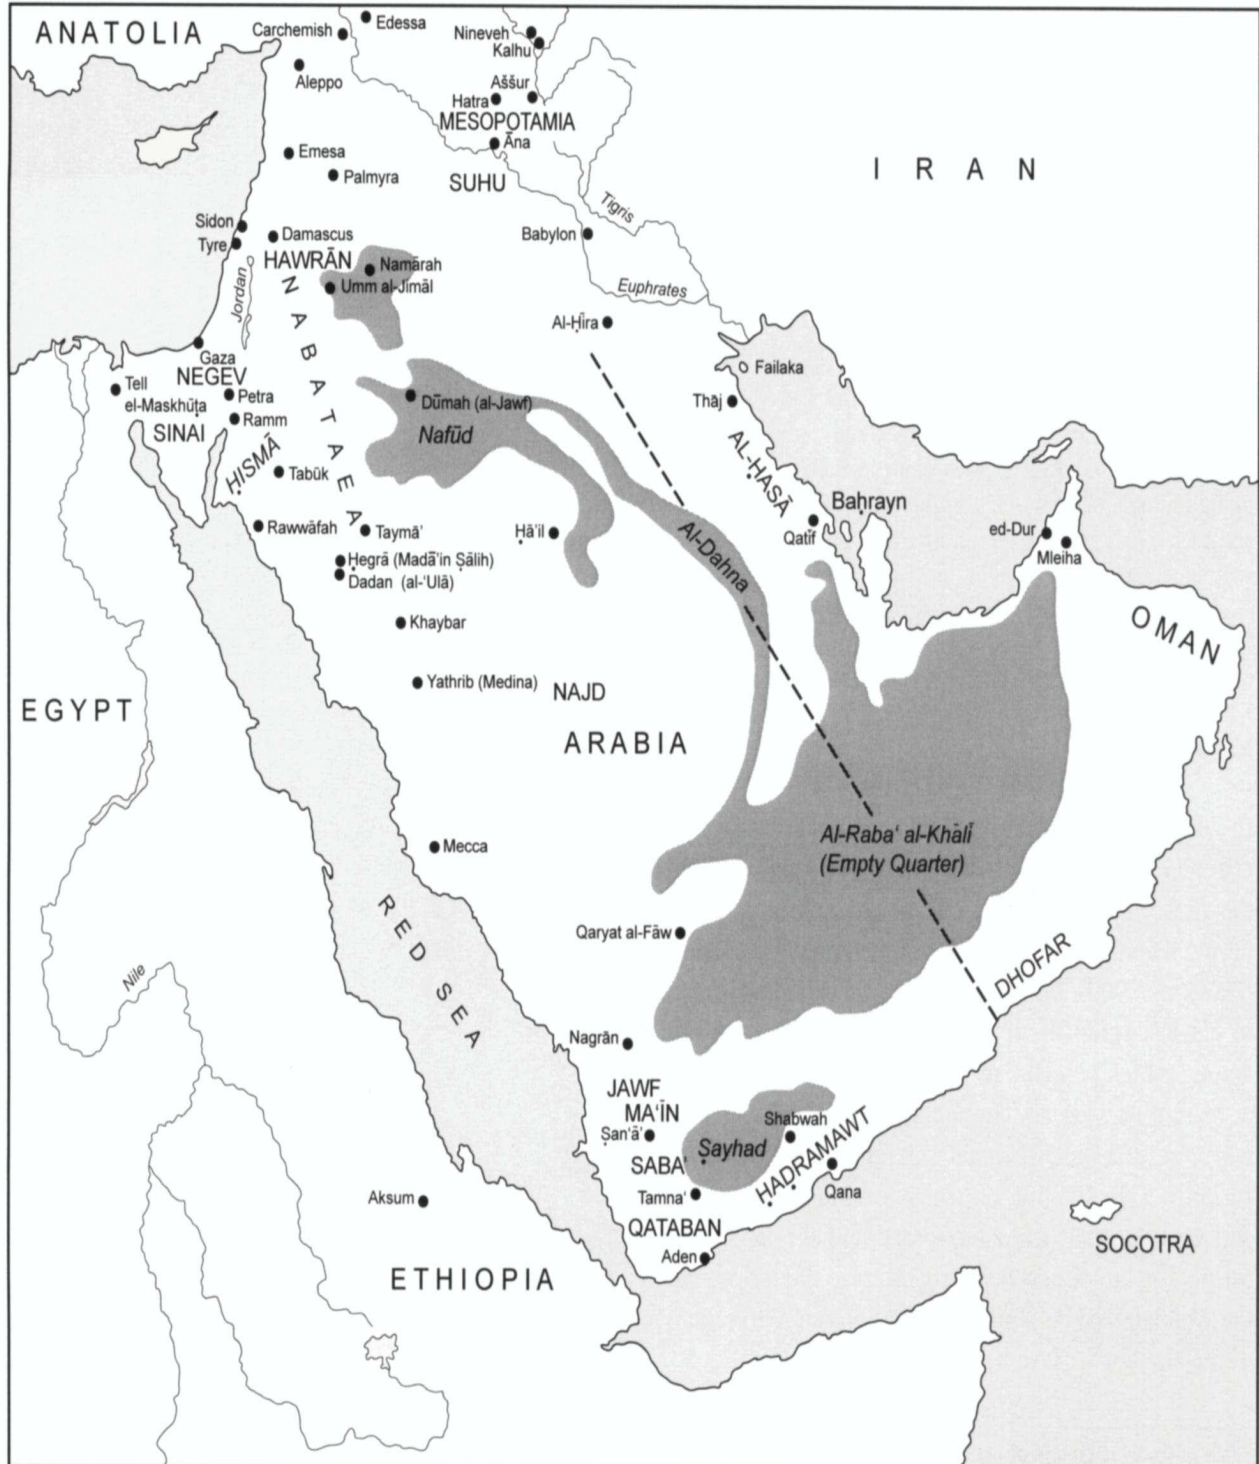 ANATOLIA
Carchemish
Edessa
Nineveh
Kalhu
Aleppo
Aššur
Hatra
MESOPOTAMIA
Āna
IRAN
Emesa
Palmyra
SUHU
Tigris
Sidon
Tyre
Damascus
Babylon
HAWRĀN
Namārah
Umm al-Jimāl
Jordan
Euphrates
NABATAEA
Al-Ḥīra
Gaza
NEGEV
Failaka
Tell
el-Maskhūṭa
Petra
Thāj
Dūmah (al-Jawf)
Ramm
SINAI
Nafūd
ḤISMĀ
AL-ḤASĀ
Tabūk
Baḥrayn
Rawwāfah
Taymā'
Ḥā'il
Al-Dahna
Qatīf
ed-Dur
Mleiha
Ḥegrā (Madā'in Ṣālih)
Dadan (al-‘Ulā)
Khaybar
OMAN
Yathrib (Medina)
NAJD
EGYPT
ARABIA
Mecca
Al-Raba‘ al-Khālī
(Empty Quarter)
RED SEA
Qaryat al-Fāw
Nile
DHOFAR
Nagrān
JAWF
MA‘ĪN
Ṣan‘ā'
Shabwah
Ṣayhad
SABA'
ḤAḌRAMAWT
Tamna‘
Qana
Aksum
QATABAN
Aden
SOCOTRA
ETHIOPIA